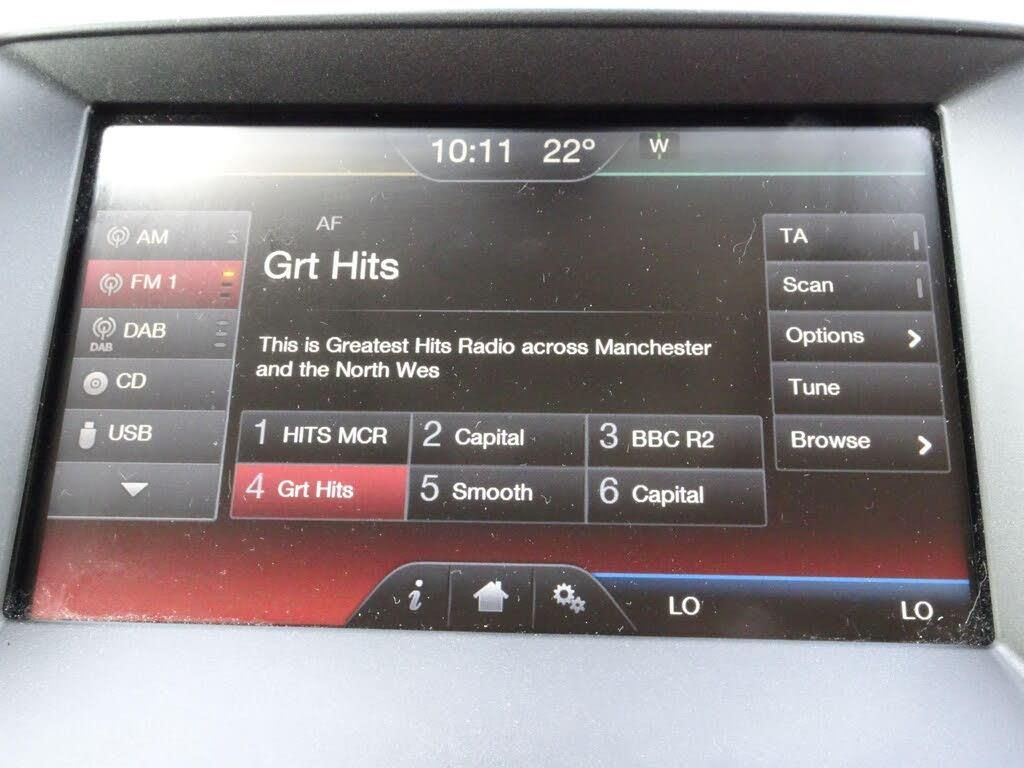 10:11 22º W
AM
FM 1
DAB
DAB
CD
USB
AF
Grt Hits
This is Greatest Hits Radio across Manchester
and the North Wes
1 HITS MCR
2 Capital
3 BBC R2
4 Grt Hits
5 Smooth
6 Capital
TA
Scan
Options
Tune
Browse
i
LO
LO